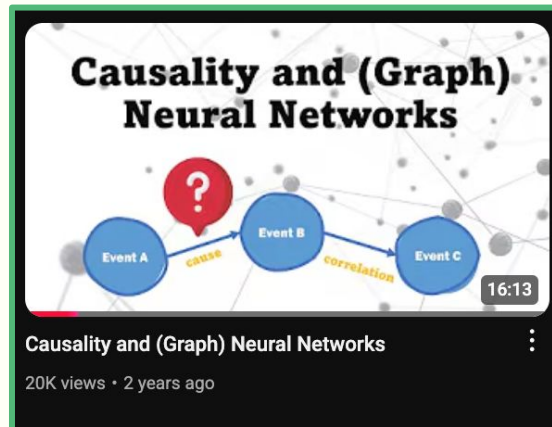 Causality and (Graph)
Neural Networks
?
Event A
cause
Event B
correlation
Event C
16:13
Causality and (Graph) Neural Networks
20K views • 2 years ago